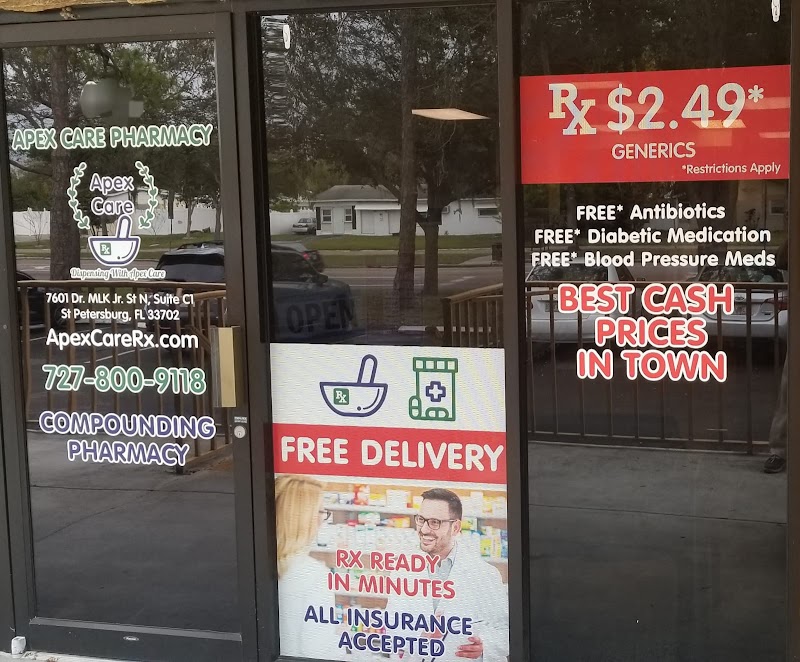 APEX CARE PHARMACY
Apex
Care
Rx
Dispensing With Apex Care
7601 Dr. MLK Jr. St N, Suite C1
St Petersburg, FL 33702
ApexCareRx.com
727-800-9118
COMPOUNDING
PHARMACY
OPEN
Rx
FREE DELIVERY
RX READY
IN MINUTES
ALL INSURANCE
ACCEPTED
Rx $2.49*
GENERICS
*Restrictions Apply
FREE* Antibiotics
FREE* Diabetic Medication
FREE* Blood Pressure Meds
BEST CASH
PRICES
IN TOWN